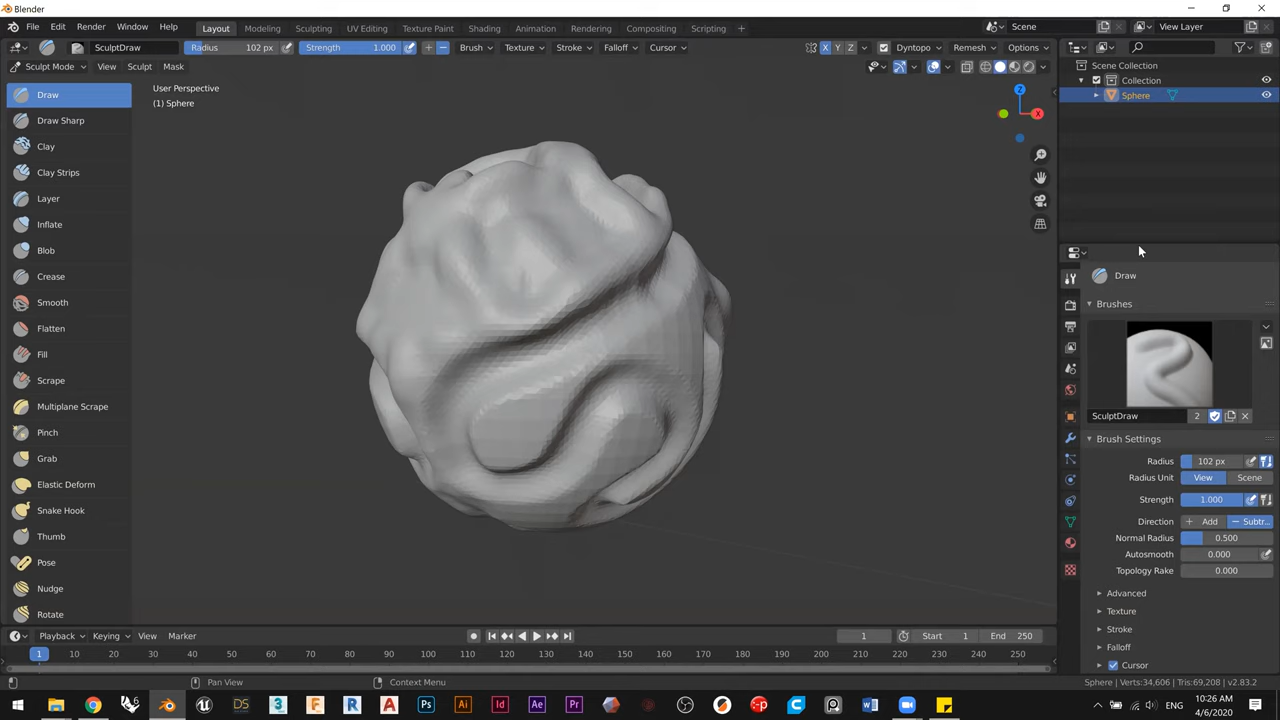 Blender
File Edit Render Window Help
Layout Modeling Sculpting UV Editing Texture Paint Shading Animation Rendering Compositing Scripting +
Scene View Layer
SculptDraw Radius 102 px Strength 1.000 + − Brush Texture Stroke Falloff Cursor X Y Z Dyntopo Remesh Options
Sculpt Mode View Sculpt Mask
Scene Collection
Collection
Sphere
User Perspective
(1) Sphere
Z
X
Draw
Draw Sharp
Clay
Clay Strips
Layer
Inflate
Blob
Crease
Smooth
Flatten
Fill
Scrape
Multiplane Scrape
Pinch
Grab
Elastic Deform
Snake Hook
Thumb
Pose
Nudge
Rotate
Draw
Brushes
SculptDraw 2
Brush Settings
Radius 102 px
Radius Unit View Scene
Strength 1.000
Direction + Add − Subtr...
Normal Radius 0.500
Autosmooth 0.000
Topology Rake 0.000
Advanced
Texture
Stroke
Falloff
Cursor
Playback Keying View Marker 1 Start 1 End 250
1 10 20 30 40 50 60 70 80 90 100 110 120 130 140 150 160 170 180 190 200 210 220 230 240 250
Pan View Context Menu Sphere | Verts:34,606 | Tris:69,208 | v2.83.2
DS 3 F R A Ps Ai Id Ae Pr ENG
10:26 AM
4/6/2020